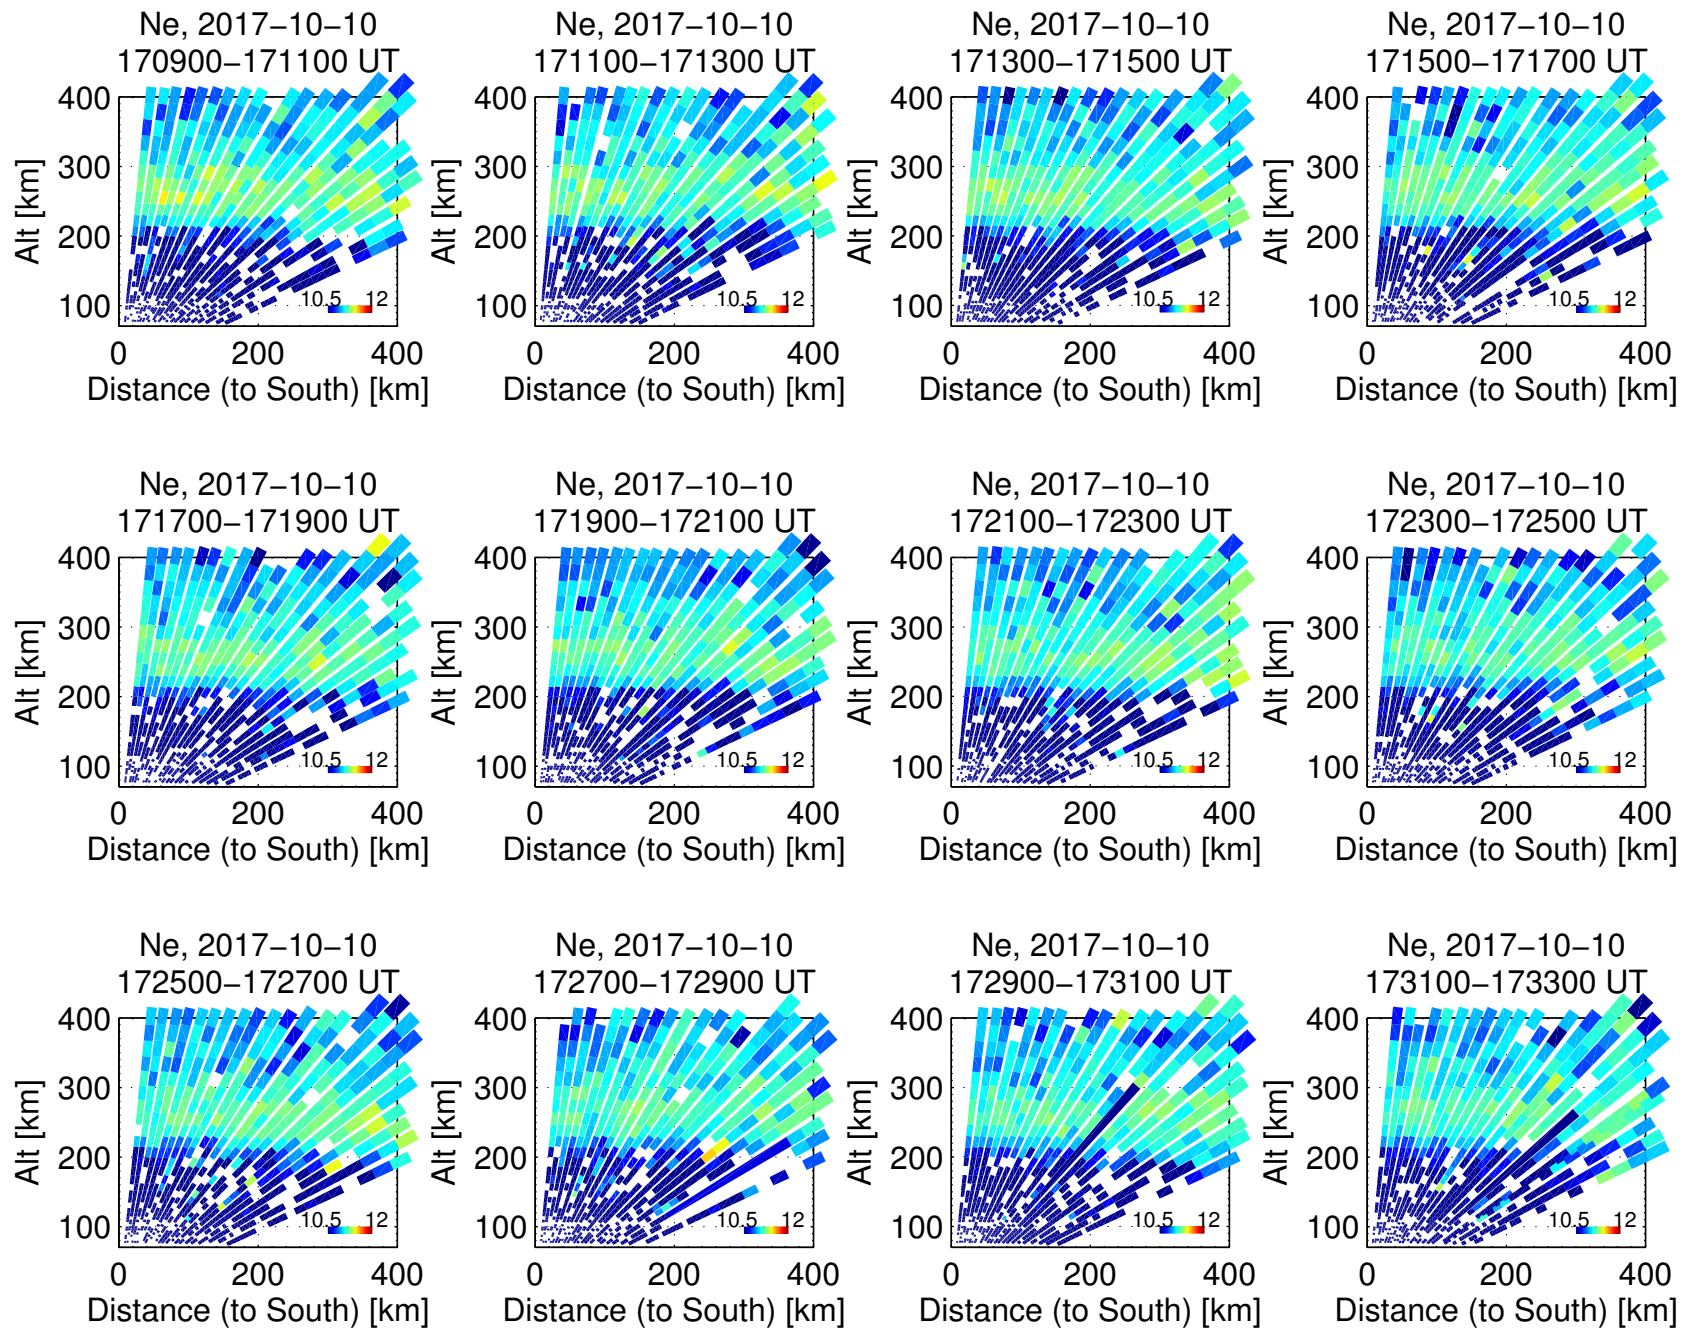 Ne, 2017−10−10
170900−171100 UT
Alt [km]
400
300
200
100
10.5 12
0 200 400
Distance (to South) [km]
Ne, 2017−10−10
171100−171300 UT
Alt [km]
400
300
200
100
10.5 12
0 200 400
Distance (to South) [km]
Ne, 2017−10−10
171300−171500 UT
Alt [km]
400
300
200
100
10.5 12
0 200 400
Distance (to South) [km]
Ne, 2017−10−10
171500−171700 UT
Alt [km]
400
300
200
100
10.5 12
0 200 400
Distance (to South) [km]
Ne, 2017−10−10
171700−171900 UT
Alt [km]
400
300
200
100
10.5 12
0 200 400
Distance (to South) [km]
Ne, 2017−10−10
171900−172100 UT
Alt [km]
400
300
200
100
10.5 12
0 200 400
Distance (to South) [km]
Ne, 2017−10−10
172100−172300 UT
Alt [km]
400
300
200
100
10.5 12
0 200 400
Distance (to South) [km]
Ne, 2017−10−10
172300−172500 UT
Alt [km]
400
300
200
100
10.5 12
0 200 400
Distance (to South) [km]
Ne, 2017−10−10
172500−172700 UT
Alt [km]
400
300
200
100
10.5 12
0 200 400
Distance (to South) [km]
Ne, 2017−10−10
172700−172900 UT
Alt [km]
400
300
200
100
10.5 12
0 200 400
Distance (to South) [km]
Ne, 2017−10−10
172900−173100 UT
Alt [km]
400
300
200
100
10.5 12
0 200 400
Distance (to South) [km]
Ne, 2017−10−10
173100−173300 UT
Alt [km]
400
300
200
100
10.5 12
0 200 400
Distance (to South) [km]